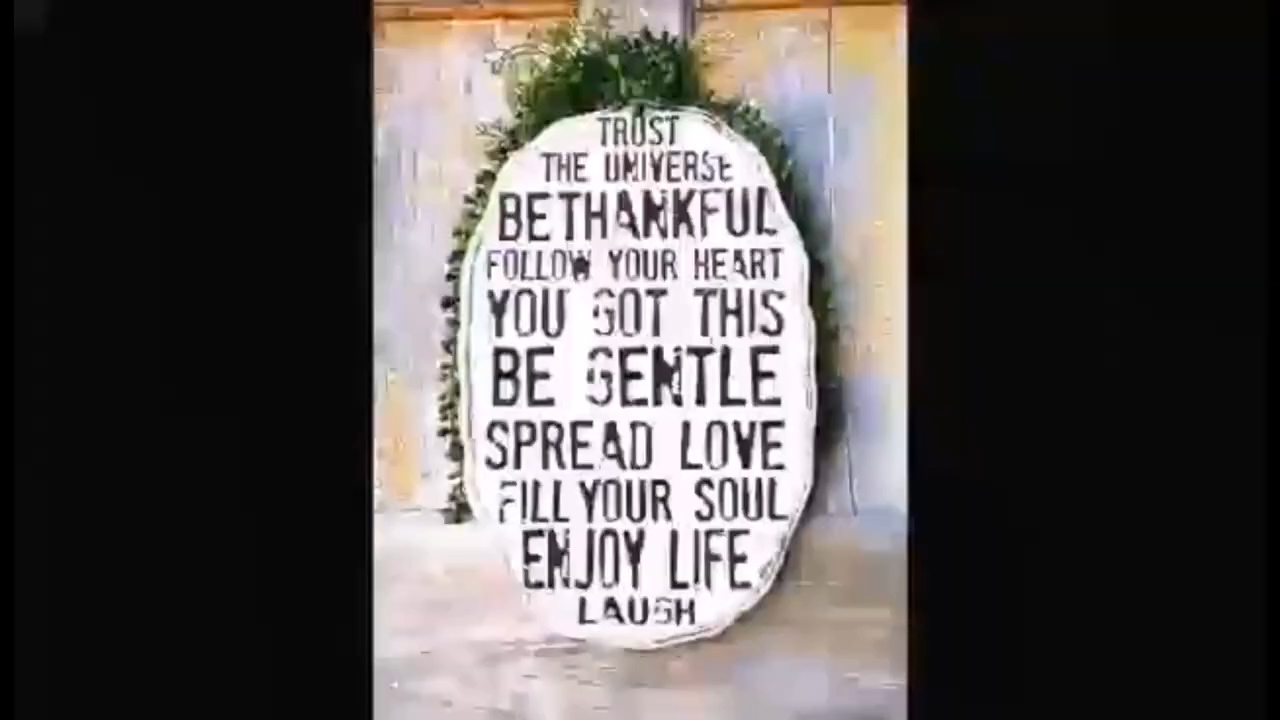 TRUST
THE UNIVERSE
BE THANKFUL
FOLLOW YOUR HEART
YOU GOT THIS
BE GENTLE
SPREAD LOVE
FILL YOUR SOUL
ENJOY LIFE
LAUGH